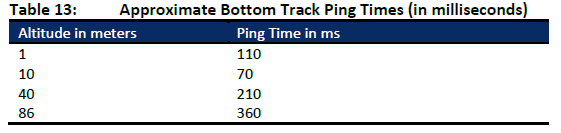 Table 13: Approximate Bottom Track Ping Times (in milliseconds)
Altitude in meters Ping Time in ms
1 110
10 70
40 210
86 360